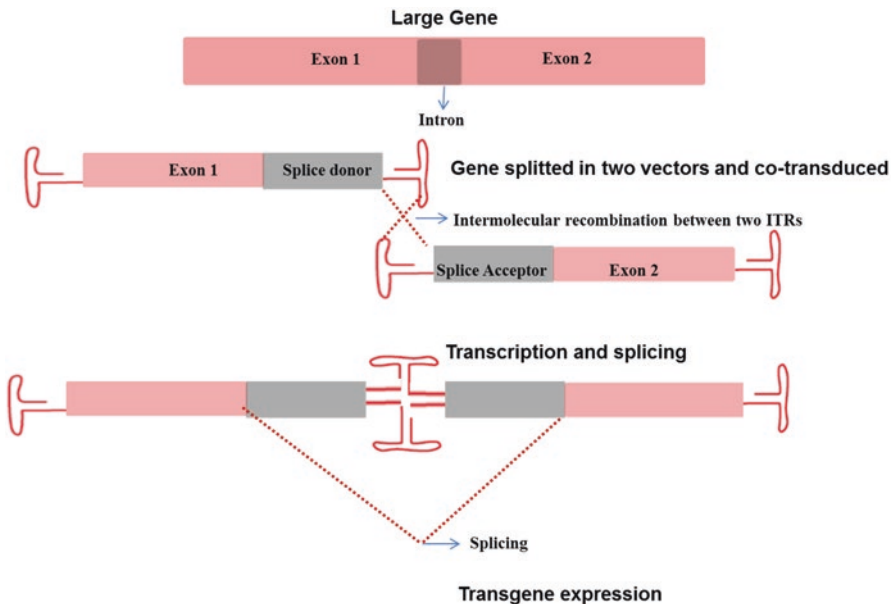 Large Gene
Exon 1
Exon 2
Intron
Exon 1
Splice donor
Gene splitted in two vectors and co-transduced
Intermolecular recombination between two ITRs
Splice Acceptor
Exon 2
Transcription and splicing
Splicing
Transgene expression